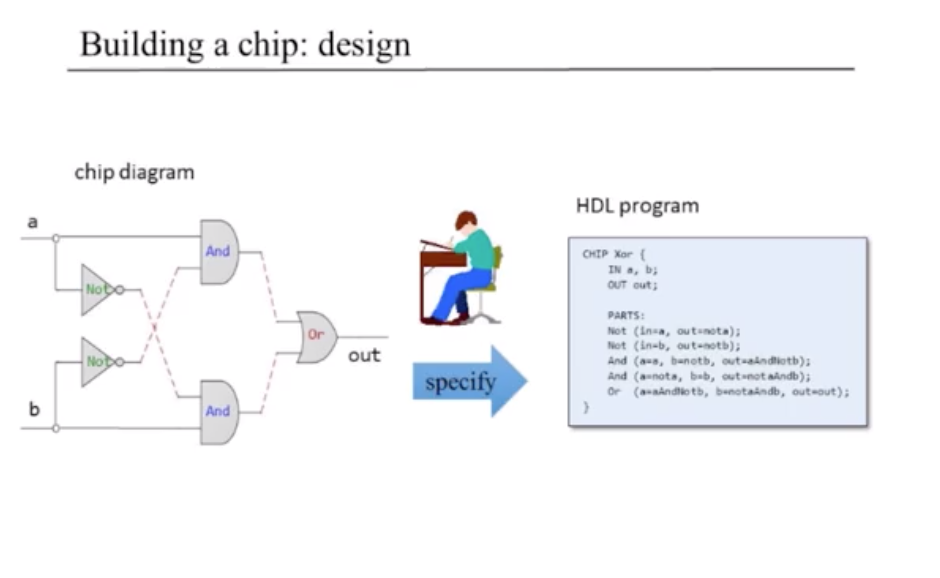 Building a chip: design
chip diagram
a
And
Not
Or
out
Not
b
And
specify
HDL program
CHIP Xor {
IN a, b;
OUT out;
PARTS:
Not (in=a, out=nota);
Not (in=b, out=notb);
And (a=a, b=notb, out=aAndNotb);
And (a=nota, b=b, out=notaAndb);
Or (a=aAndNotb, b=notaAndb, out=out);
}